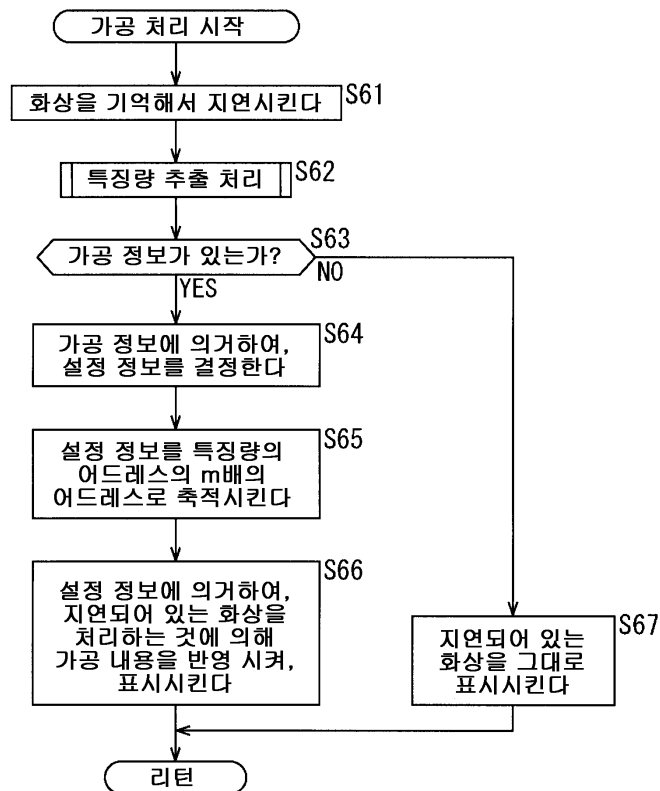 가공 처리 시작
화상을 기억해서 지연시킨다
S61
특징량 추출 처리
S62
가공 정보가 있는가?
S63
NO
YES
가공 정보에 의거하여,
설정 정보를 결정한다
S64
설정 정보를 특징량의
어드레스의 m배의
어드레스로 축적시킨다
S65
설정 정보에 의거하여,
지연되어 있는 화상을
처리하는 것에 의해
가공 내용을 반영 시켜,
표시시킨다
S66
지연되어 있는
화상을 그대로
표시시킨다
S67
리턴